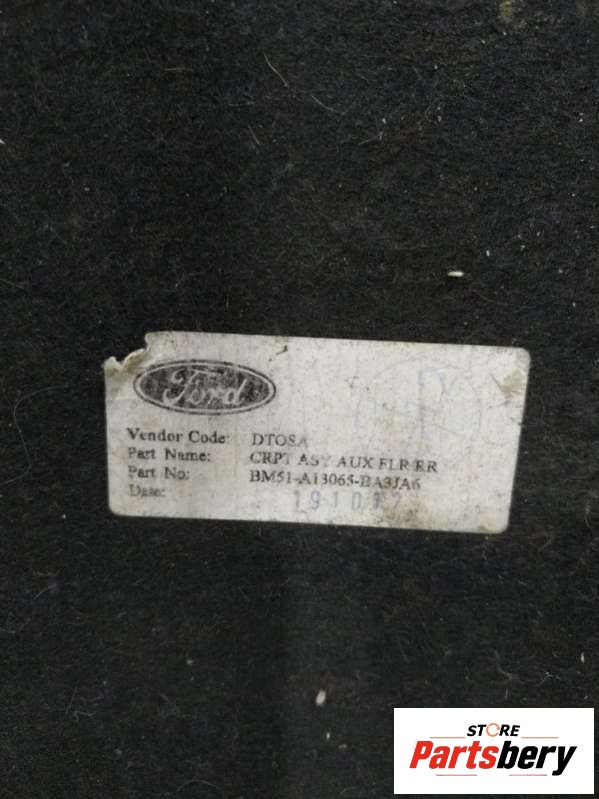 Ford
Vendor Code: DTOSA
Part Name: CRPT ASY AUX FLR RR
Part No: BM51-A13065-BA3JA6
Date: 191012
STORE
Partsbery